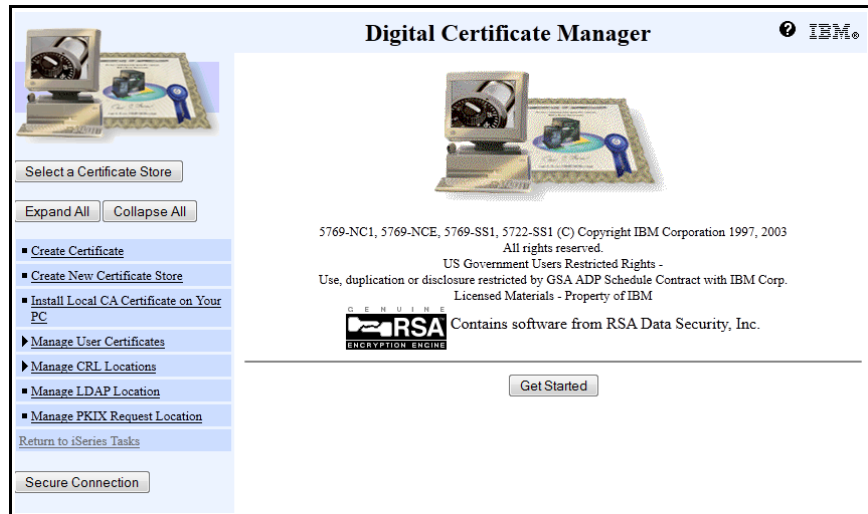 Digital Certificate Manager
?
IBM®
Select a Certificate Store
Expand All
Collapse All
Create Certificate
Create New Certificate Store
Install Local CA Certificate on Your
PC
Manage User Certificates
Manage CRL Locations
Manage LDAP Location
Manage PKIX Request Location
Return to iSeries Tasks
Secure Connection
5769-NC1, 5769-NCE, 5769-SS1, 5722-SS1 (C) Copyright IBM Corporation 1997, 2003
All rights reserved.
US Government Users Restricted Rights -
Use, duplication or disclosure restricted by GSA ADP Schedule Contract with IBM Corp.
Licensed Materials - Property of IBM
GENUINE
RSA
ENCRYPTION ENGINE
Contains software from RSA Data Security, Inc.
Get Started